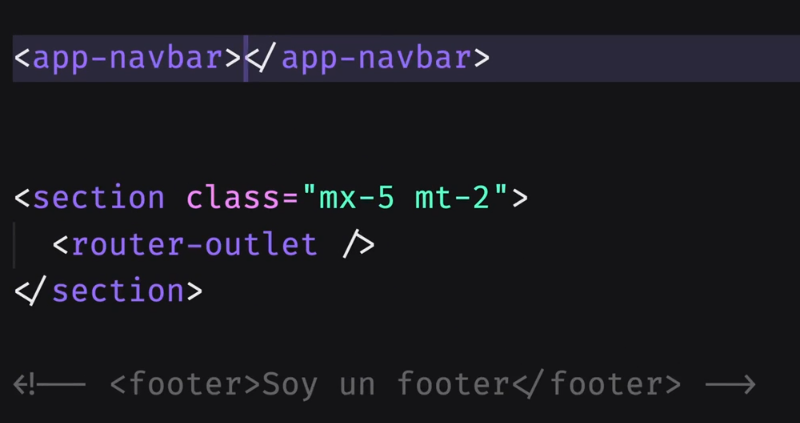 <app-navbar></app-navbar>
<section class="mx-5 mt-2">
<router-outlet />
</section>
<!-- <footer>Soy un footer</footer> -->